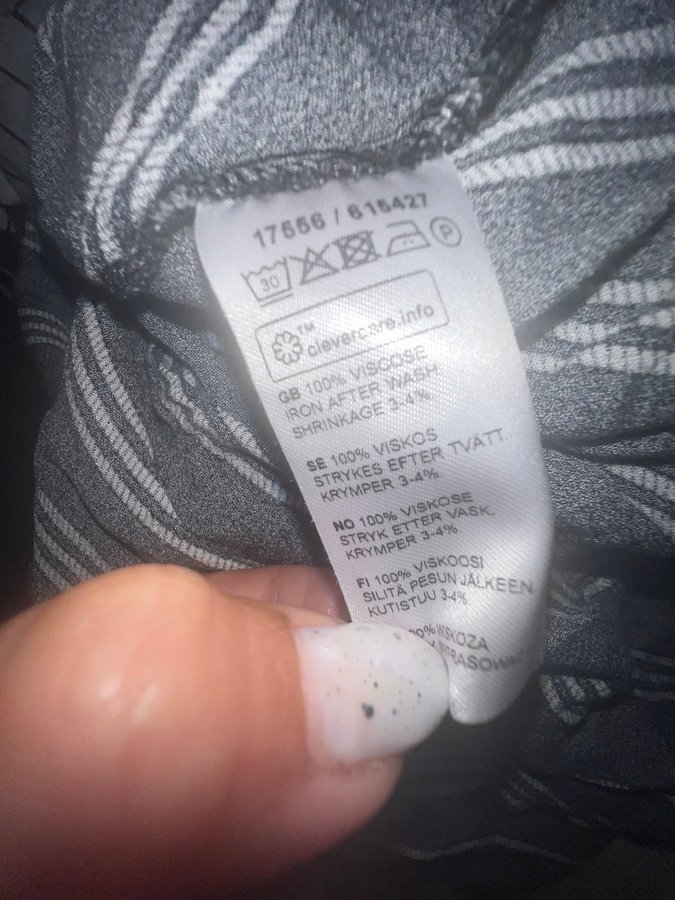 17556 / 615427
30
TM
clevercare.info
GB 100% VISCOSE
IRON AFTER WASH
SHRINKAGE 3-4%.
SE 100% VISKOS
STRYKES EFTER TVÄTT
KRYMPER 3-4%.
NO 100% VISKOSE
STRYK ETTER VASK.
KRYMPER 3-4%.
FI 100% VISKOOSI
SILITÄ PESUN JÄLKEEN
KUTISTUU 3-4%
WISKOZA
P